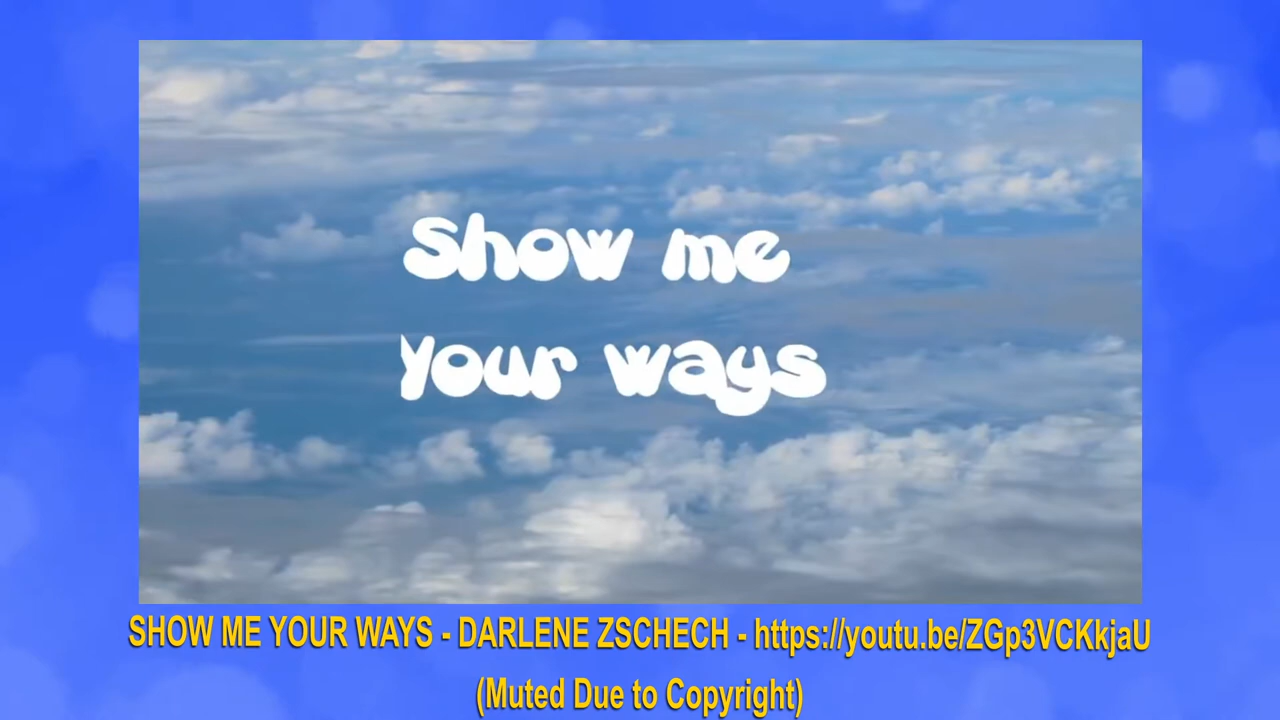 Show me
Your ways
SHOW ME YOUR WAYS - DARLENE ZSCHECH - https://youtu.be/ZGp3VCKkjaU
(Muted Due to Copyright)